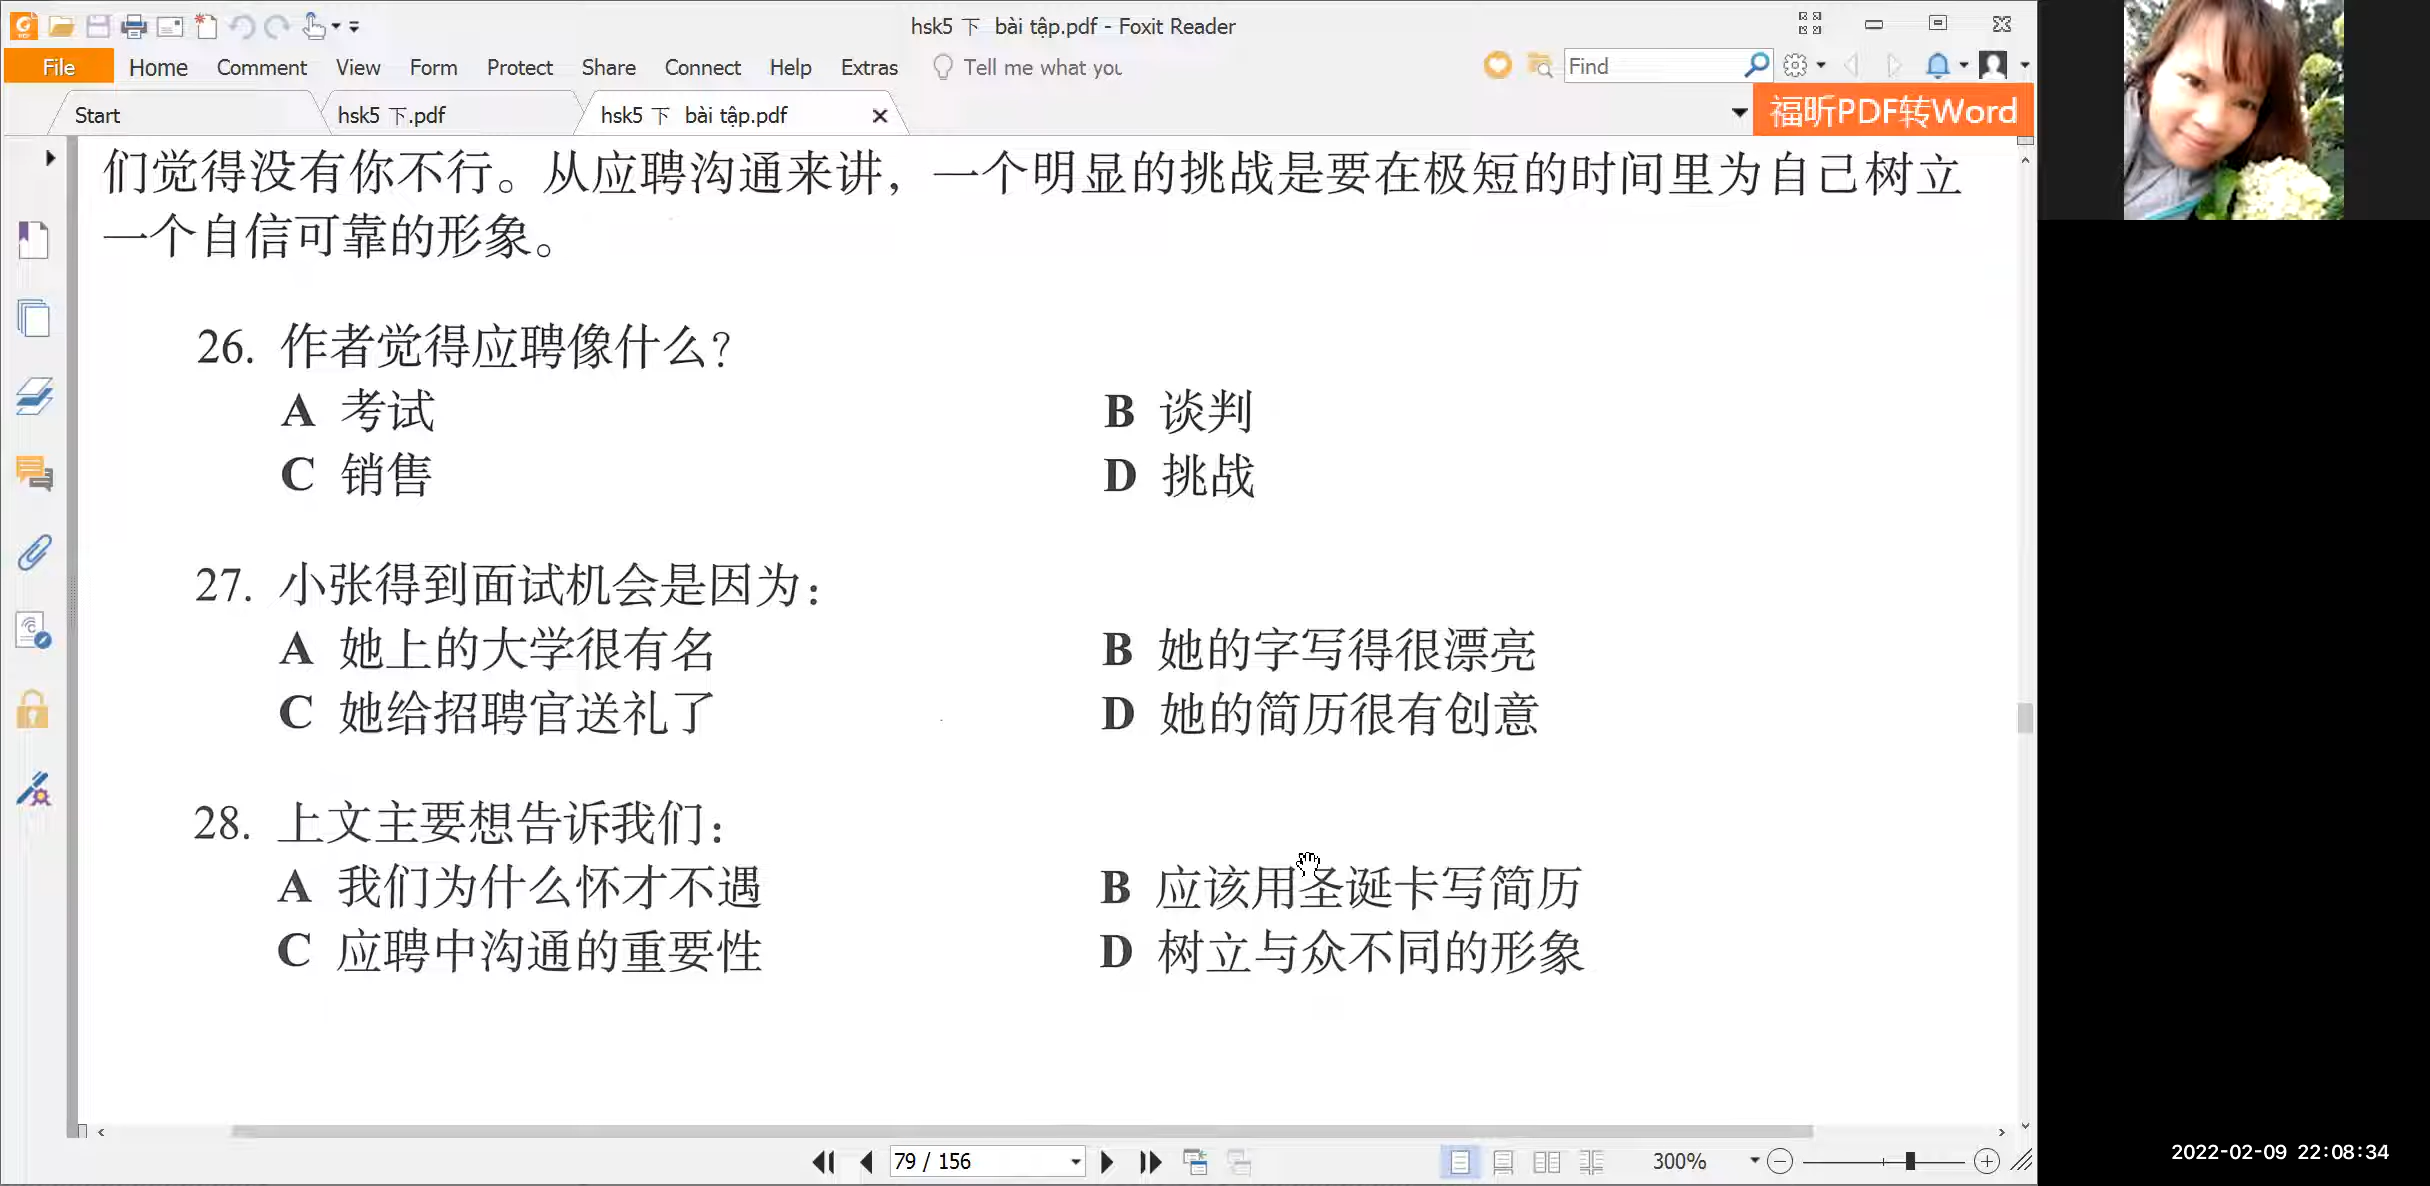 hsk5 下 bài tập.pdf - Foxit Reader
File Home Comment View Form Protect Share Connect Help Extras Tell me what you Find
Start hsk5 下.pdf hsk5 下 bài tập.pdf 福昕PDF转Word
们觉得没有你不行。从应聘沟通来讲，一个明显的挑战是要在极短的时间里为自己树立
一个自信可靠的形象。
26. 作者觉得应聘像什么？
A 考试 B 谈判
C 销售 D 挑战
27. 小张得到面试机会是因为：
A 她上的大学很有名 B 她的字写得很漂亮
C 她给招聘官送礼了 D 她的简历很有创意
28. 上文主要想告诉我们：
A 我们为什么怀才不遇 B 应该用圣诞卡写简历
C 应聘中沟通的重要性 D 树立与众不同的形象
79 / 156 300%
2022-02-09 22:08:34